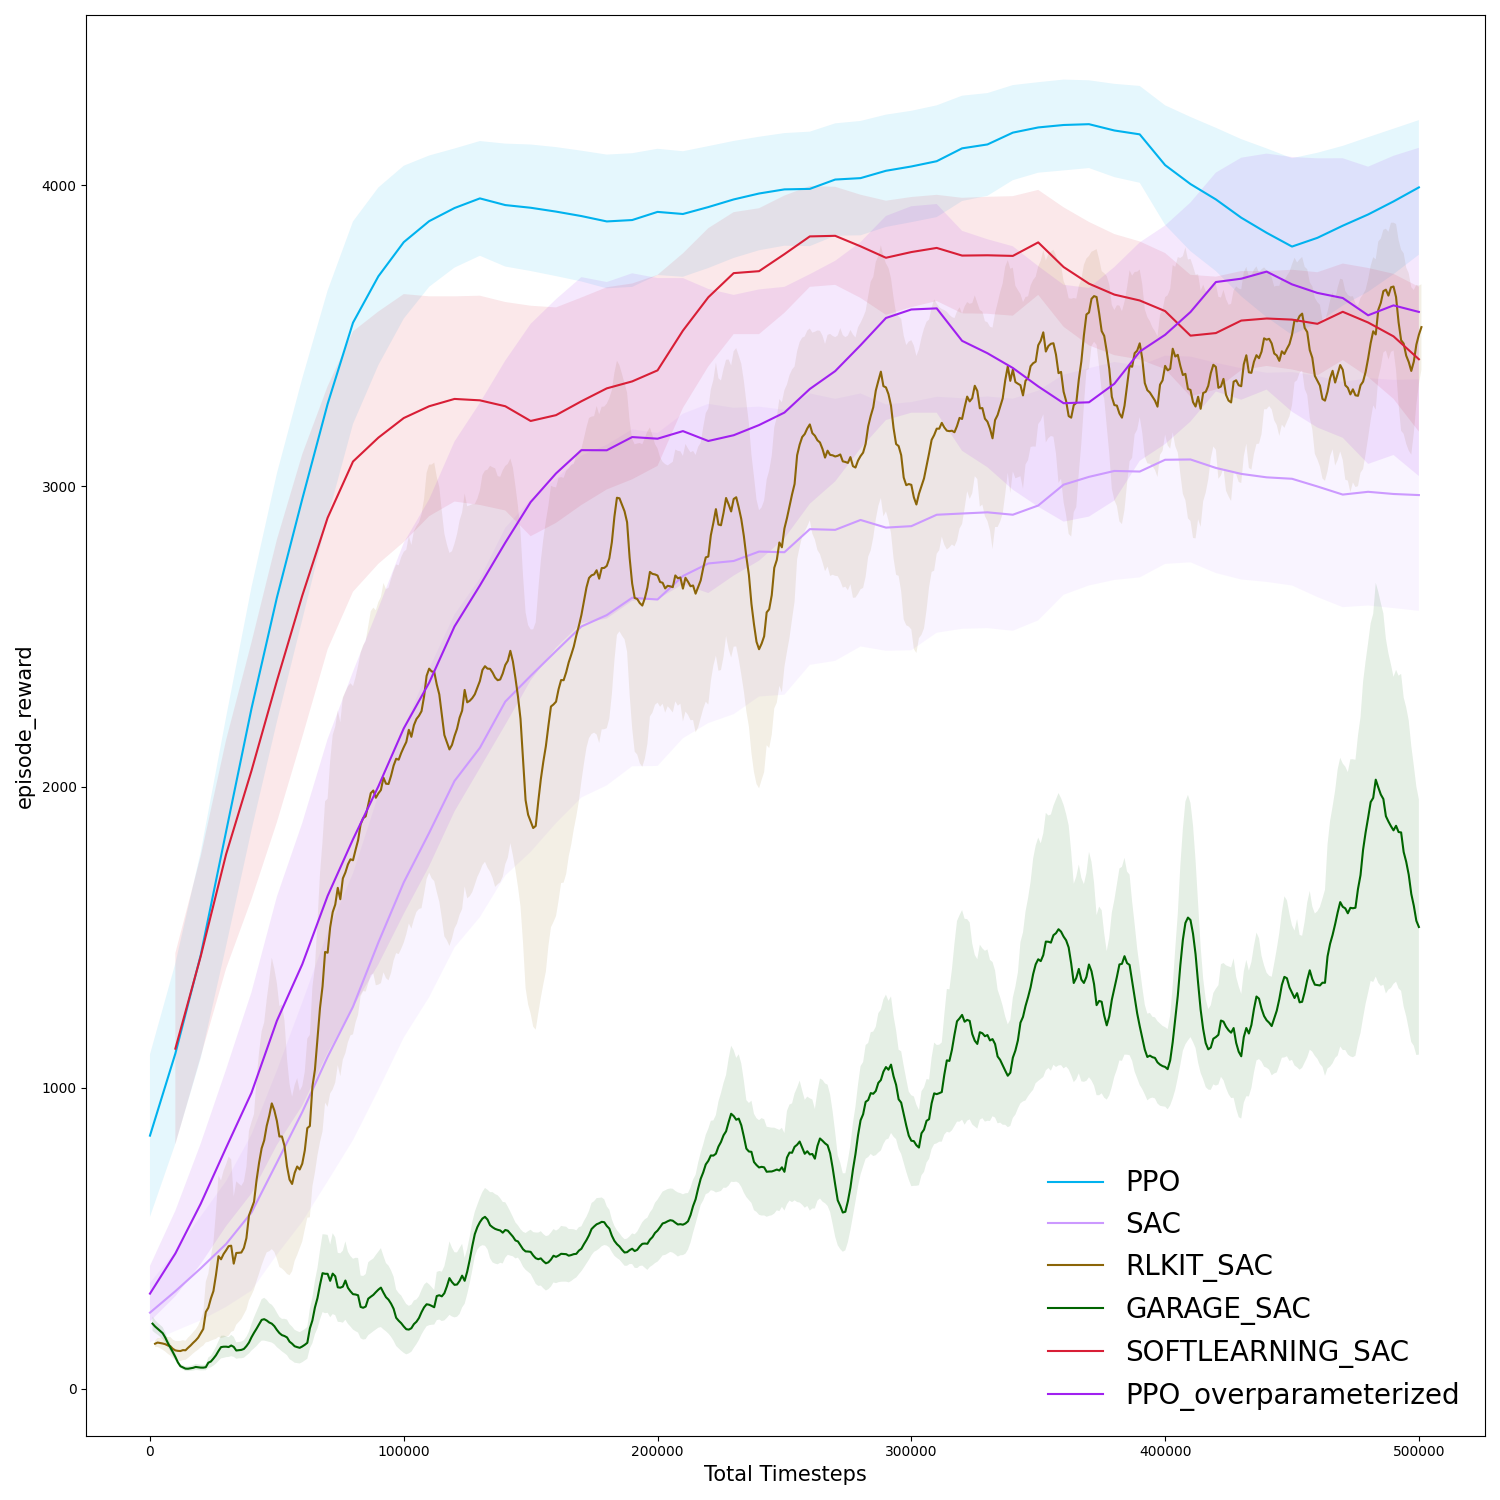 4000
3000
2000
1000
0
episode_reward
0
100000
200000
300000
400000
500000
Total Timesteps
PPO
SAC
RLKIT_SAC
GARAGE_SAC
SOFTLEARNING_SAC
PPO_overparameterized